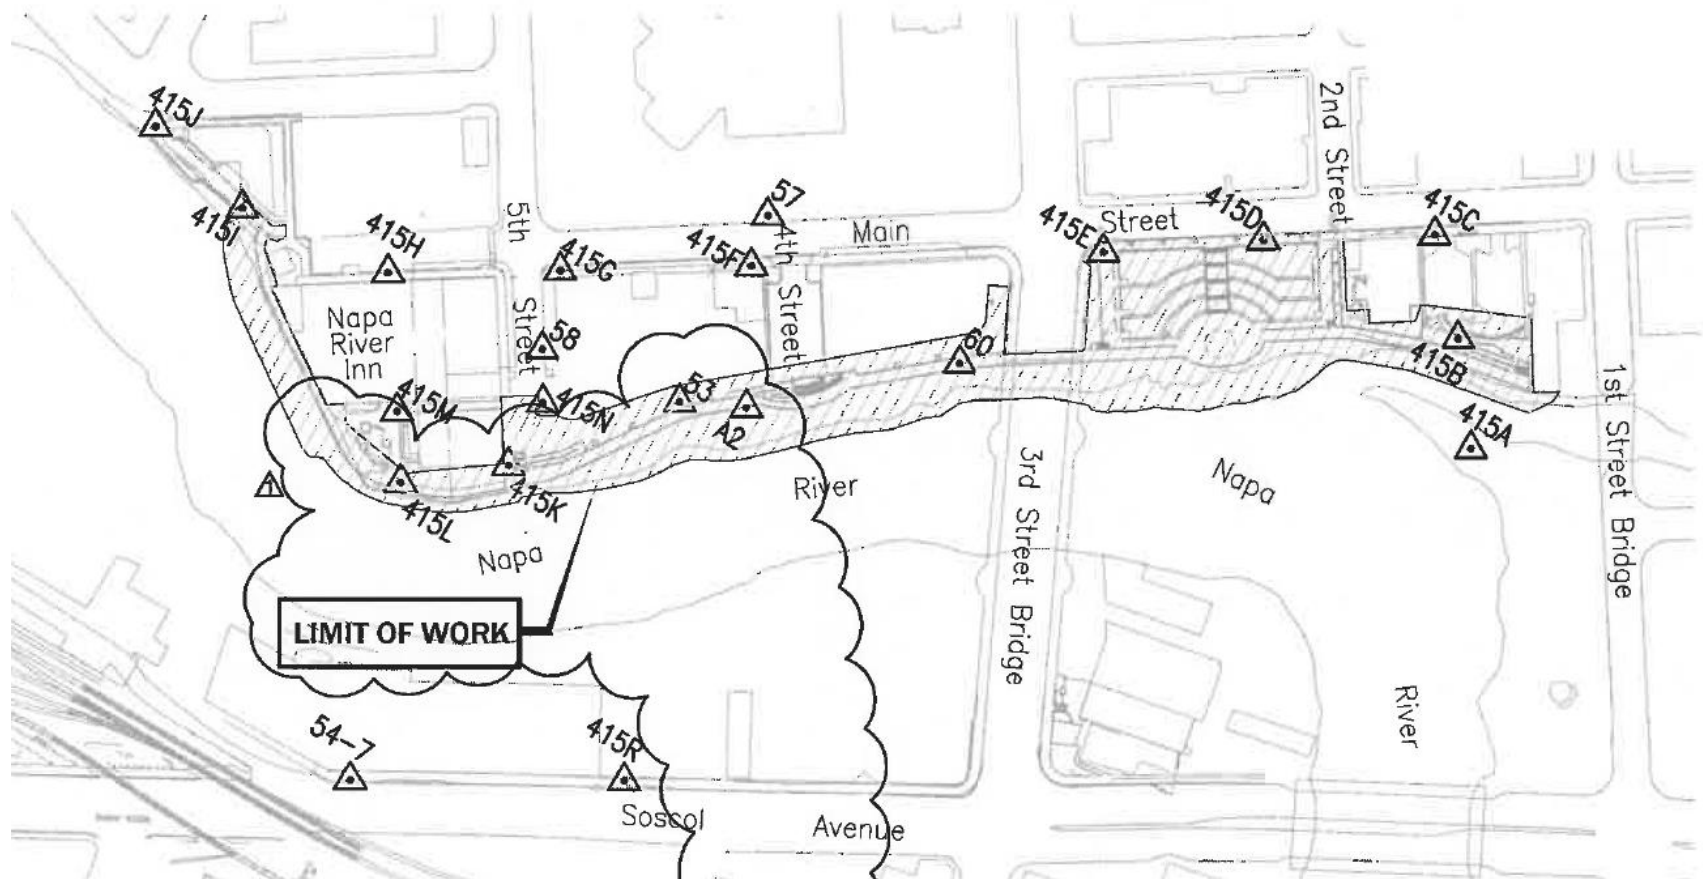 415J
2nd Street
57
415I
415H
5th
Street
415G
415F
4th
Street
Main
415E
Street
415D
415C
Napa
River
Inn
58
53
60
415B
415M
415N
A2
415A
1
415L
415K
River
Napa
3rd Street Bridge
1st Street Bridge
Napa
LIMIT OF WORK
River
54-7
415R
Soscol
Avenue